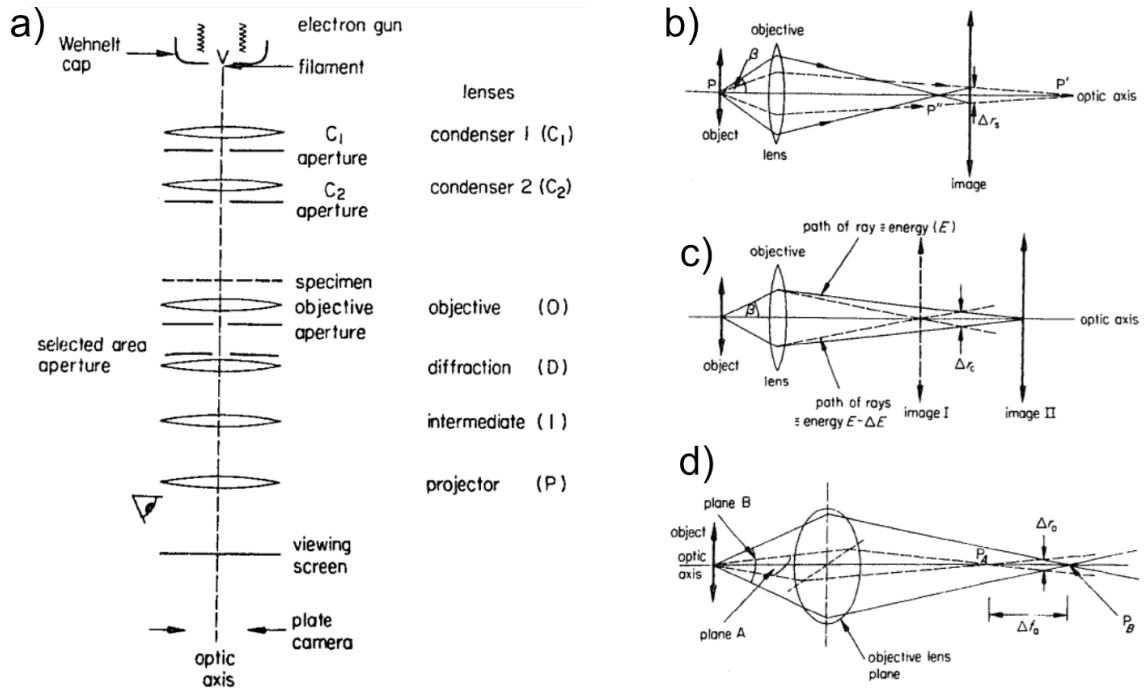 a)
electron gun
Wehnelt
cap
filament
lenses
C₁
aperture
condenser 1 (C₁)
C₂
aperture
condenser 2 (C₂)
specimen
objective
aperture
objective (O)
selected area
aperture
diffraction (D)
intermediate (I)
projector (P)
viewing
screen
plate
camera
optic
axis
b)
objective
β
P
P'
optic axis
P"
Δrₛ
object
lens
image
c)
path of ray ≡ energy (E)
objective
β
optic axis
Δr꜀
object
lens
path of rays
≡ energy E-ΔE
image I
image II
d)
plane B
object
optic
axis
P_A
Δrₐ
plane A
Δfₐ
P_B
objective lens
plane